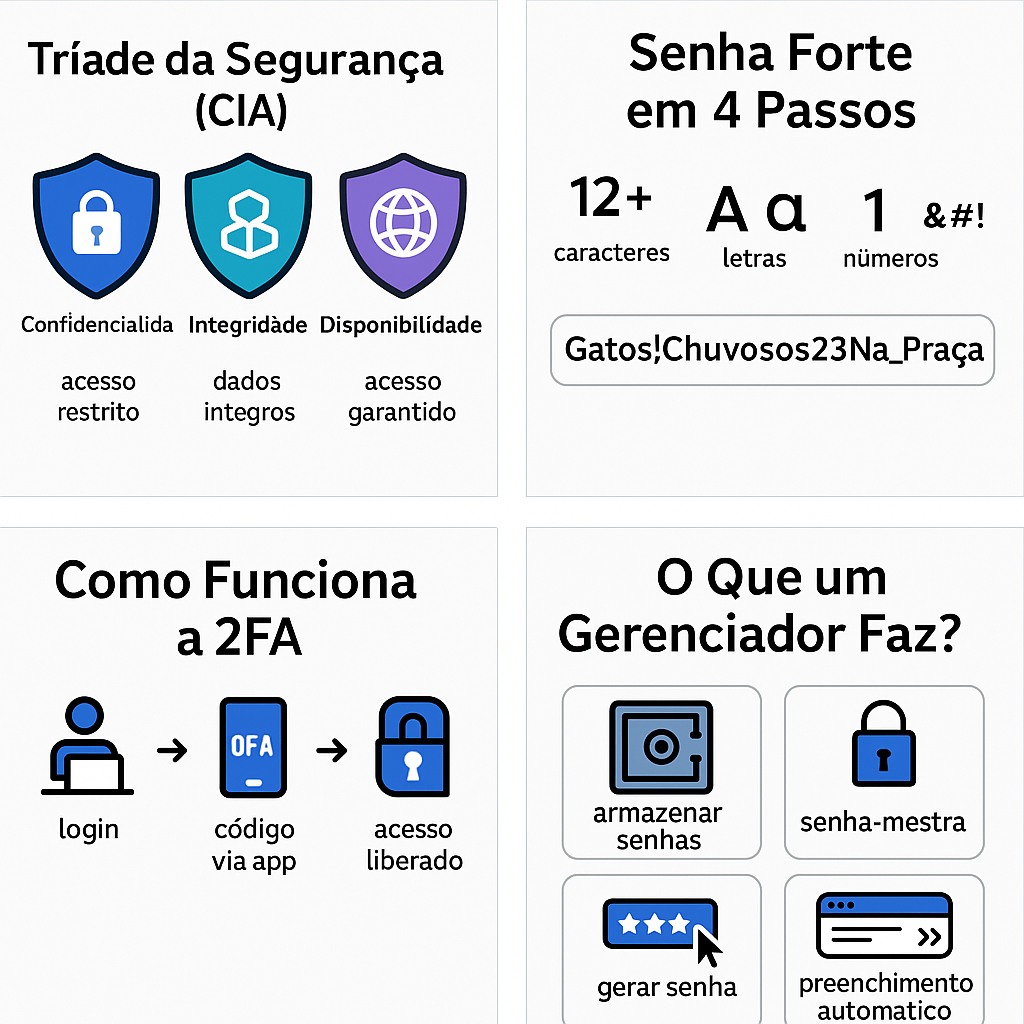 Tríade da Segurança
(CIA)
Confidencialida
Integridàde
Disponibilídade
acesso
restrito
dados
integros
acesso
garantido
Senha Forte
em 4 Passos
12+
caracteres
A a
letras
1
nümeros
&#!
Gatos!Chuvosos23Na_Praça
Como Funciona
a 2FA
login
OFA
código
via app
acesso
liberado
O Que um
Gerenciador Faz?
armazenar
senhas
senha-mestra
gerar senha
preenchimento
automatico